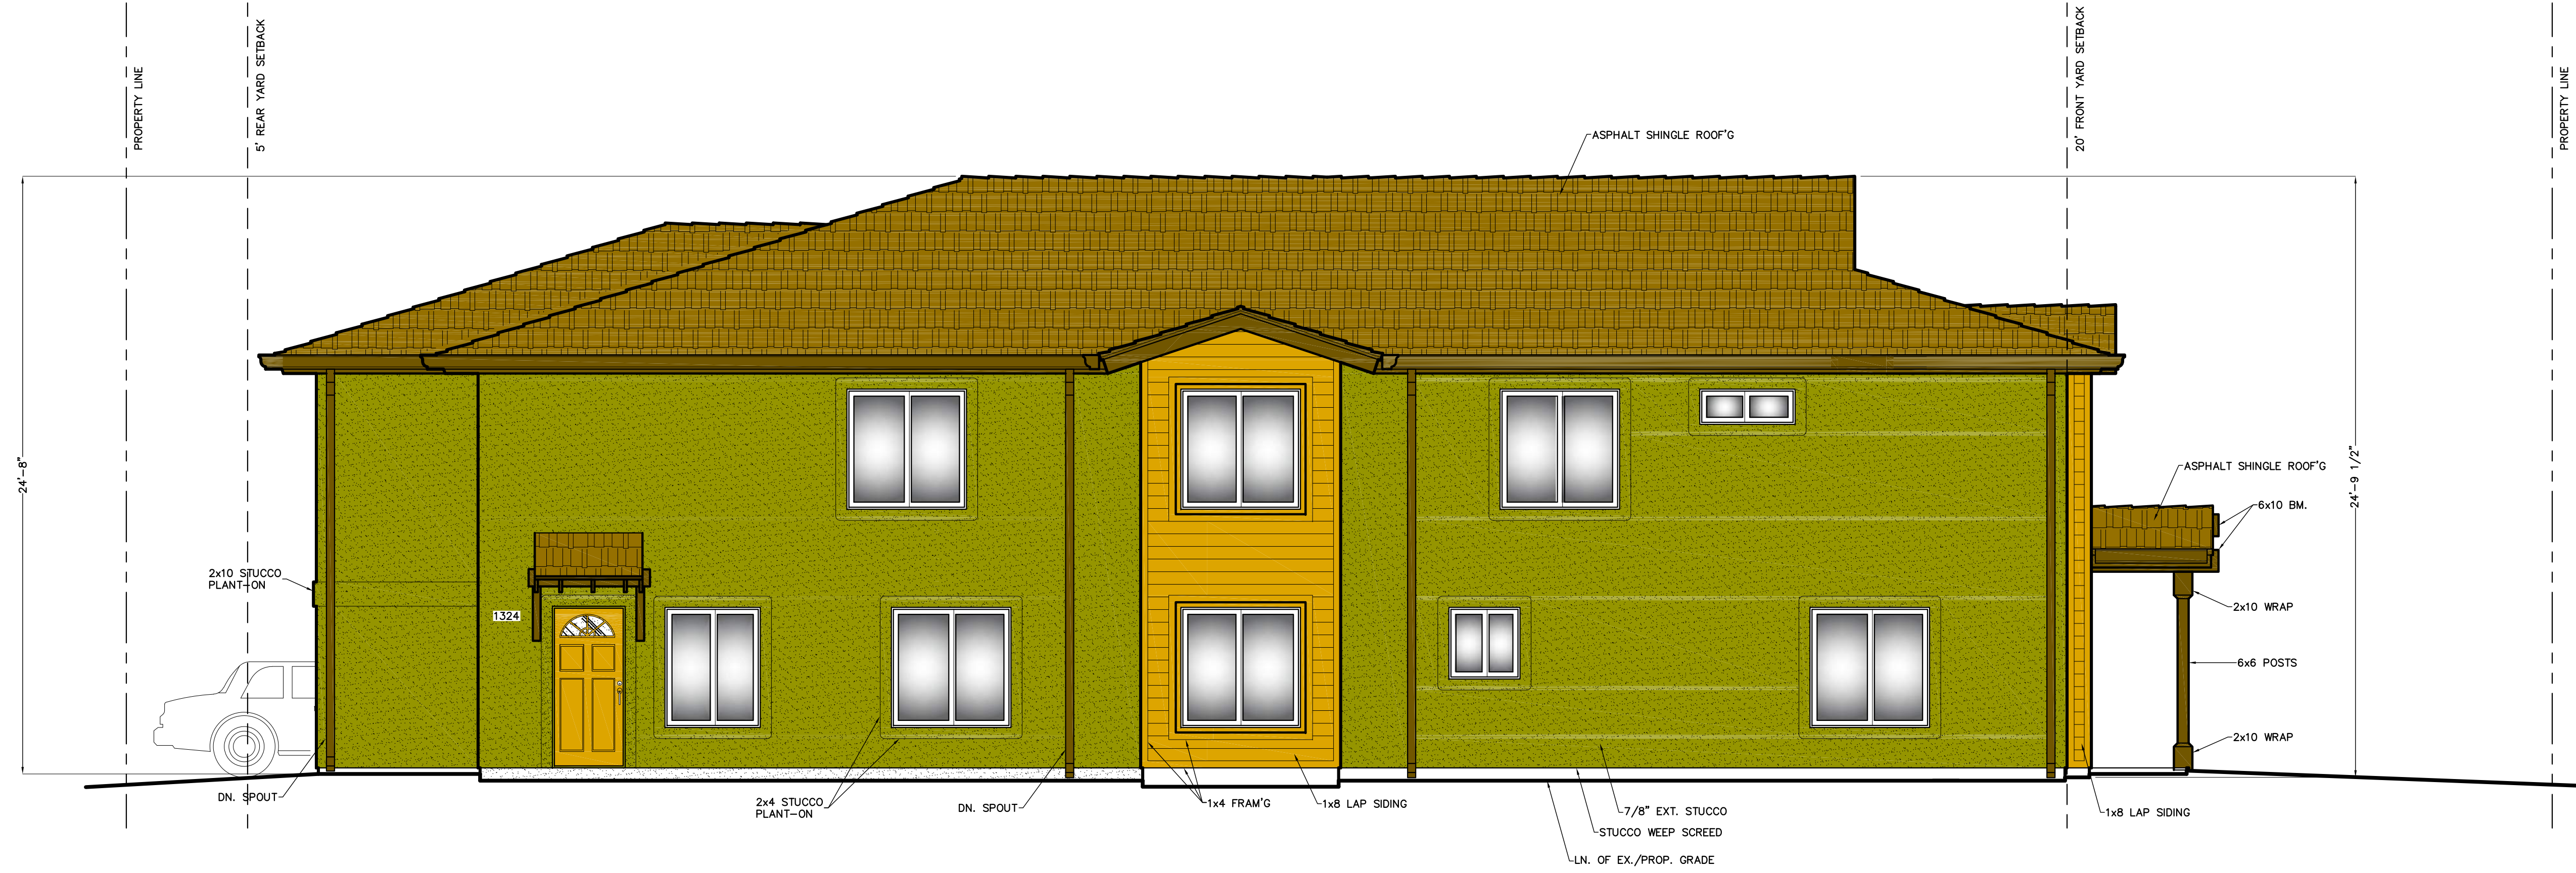 PROPERTY LINE
5' REAR YARD SETBACK
20' FRONT YARD SETBACK
PROPERTY LINE
ASPHALT SHINGLE ROOF'G
24'-8"
24'-9 1/2"
ASPHALT SHINGLE ROOF'G
6x10 BM.
2x10 STUCCO
PLANT-ON
1324
2x10 WRAP
6x6 POSTS
2x10 WRAP
DN. SPOUT
2x4 STUCCO
PLANT-ON
DN. SPOUT
1x4 FRAM'G
1x8 LAP SIDING
7/8" EXT. STUCCO
1x8 LAP SIDING
STUCCO WEEP SCREED
LN. OF EX./PROP. GRADE